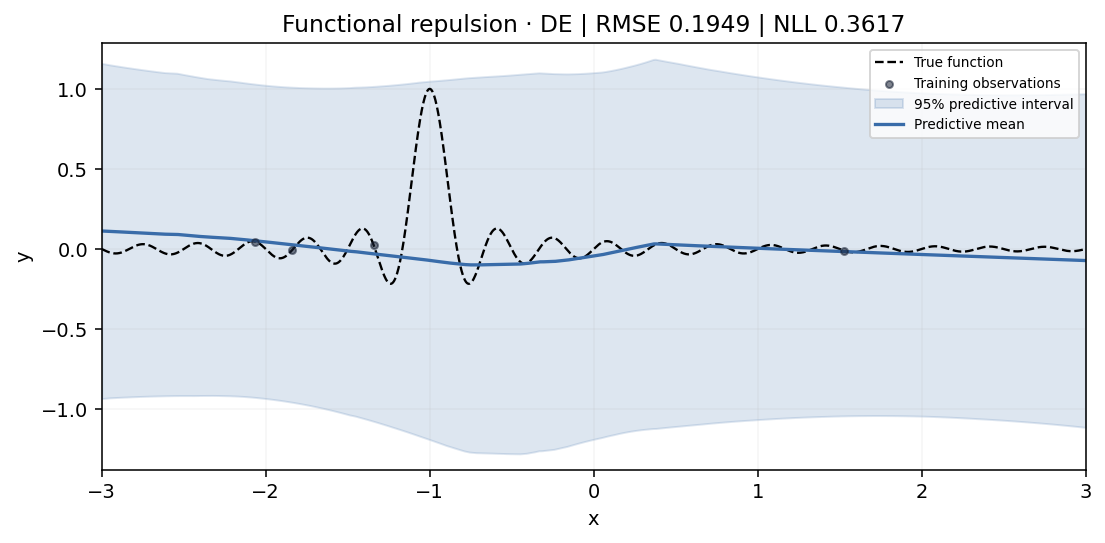 Functional repulsion · DE | RMSE 0.1949 | NLL 0.3617
True function
Training observations
95% predictive interval
Predictive mean
y
1.0
0.5
0.0
−0.5
−1.0
−3
−2
−1
0
1
2
3
x